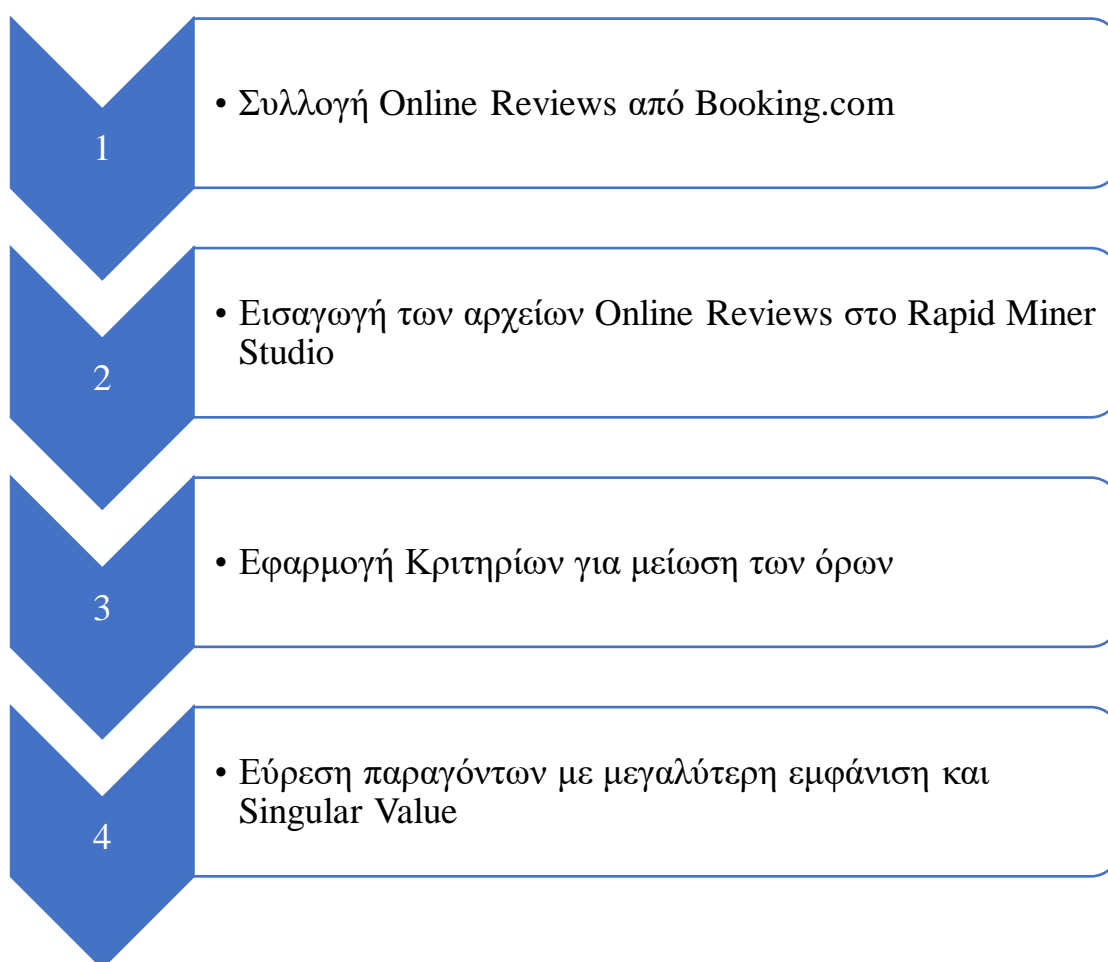 1
• Συλλογή Online Reviews από Booking.com
2
• Εισαγωγή των αρχείων Online Reviews στο Rapid Miner
Studio
3
• Εφαρμογή Κριτηρίων για μείωση των όρων
4
• Εύρεση παραγόντων με μεγαλύτερη εμφάνιση και
Singular Value